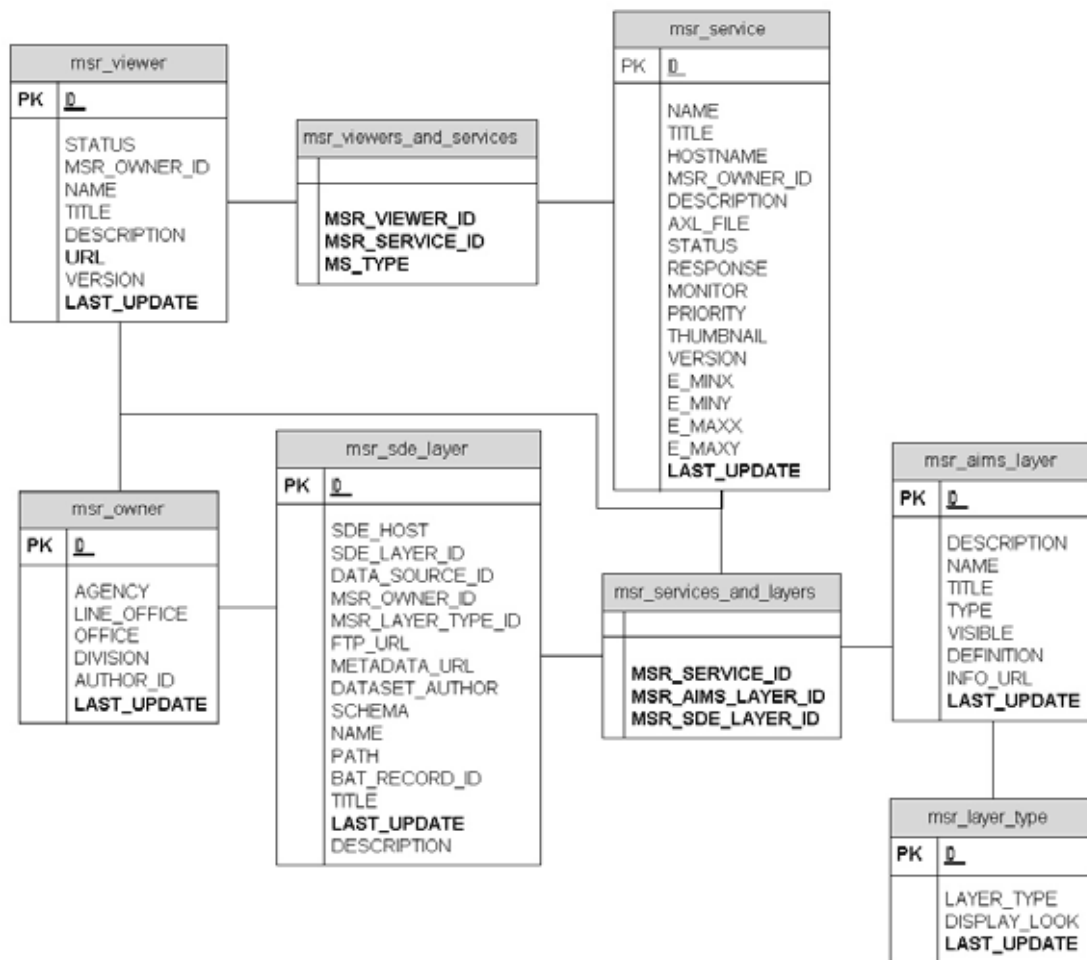 msr_viewer
PK ID
STATUS
MSR_OWNER_ID
NAME
TITLE
DESCRIPTION
URL
VERSION
LAST_UPDATE
msr_viewers_and_services
MSR_VIEWER_ID
MSR_SERVICE_ID
MS_TYPE
msr_service
PK ID
NAME
TITLE
HOSTNAME
MSR_OWNER_ID
DESCRIPTION
AXL_FILE
STATUS
RESPONSE
MONITOR
PRIORITY
THUMBNAIL
VERSION
E_MINX
E_MINY
E_MAXX
E_MAXY
LAST_UPDATE
msr_owner
PK ID
AGENCY
LINE_OFFICE
OFFICE
DIVISION
AUTHOR_ID
LAST_UPDATE
msr_sde_layer
PK ID
SDE_HOST
SDE_LAYER_ID
DATA_SOURCE_ID
MSR_OWNER_ID
MSR_LAYER_TYPE_ID
FTP_URL
METADATA_URL
DATASET_AUTHOR
SCHEMA
NAME
PATH
BAT_RECORD_ID
TITLE
LAST_UPDATE
DESCRIPTION
msr_services_and_layers
MSR_SERVICE_ID
MSR_AIMS_LAYER_ID
MSR_SDE_LAYER_ID
msr_aims_layer
PK ID
DESCRIPTION
NAME
TITLE
TYPE
VISIBLE
DEFINITION
INFO_URL
LAST_UPDATE
msr_layer_type
PK ID
LAYER_TYPE
DISPLAY_LOOK
LAST_UPDATE